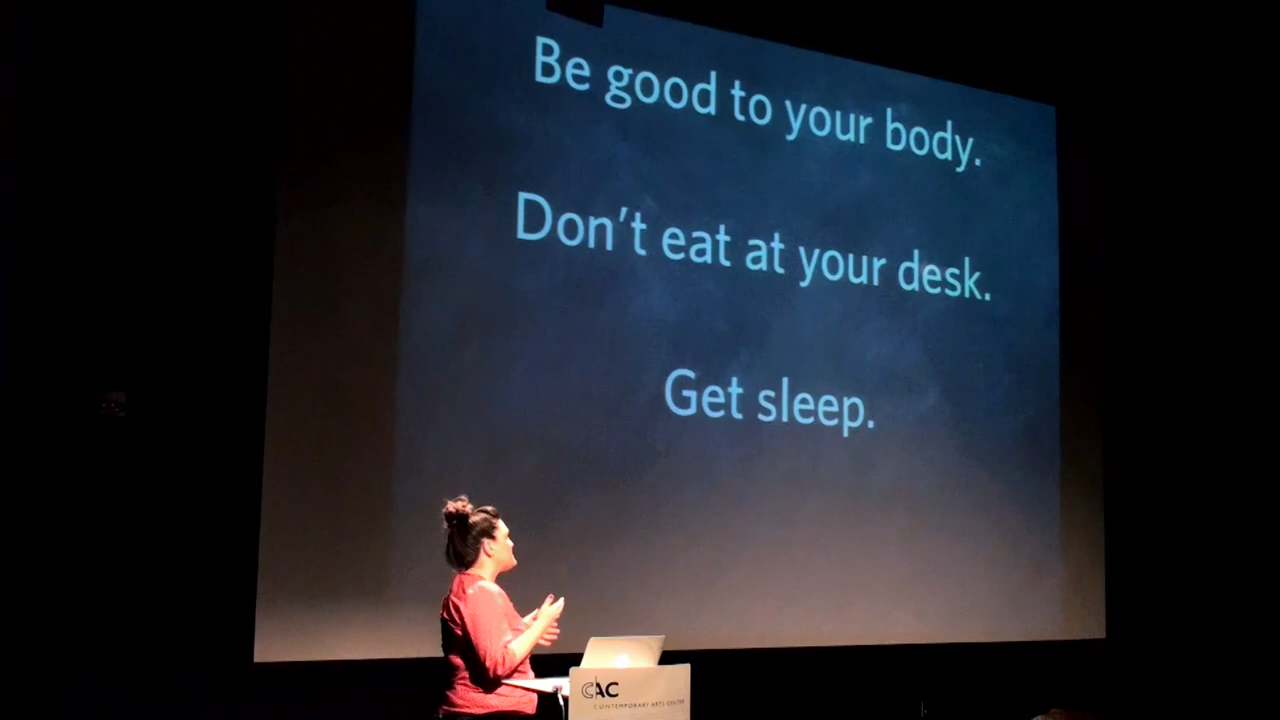 Be good to your body.
Don't eat at your desk.
Get sleep.
CAC
CONTEMPORARY ARTS CENTER